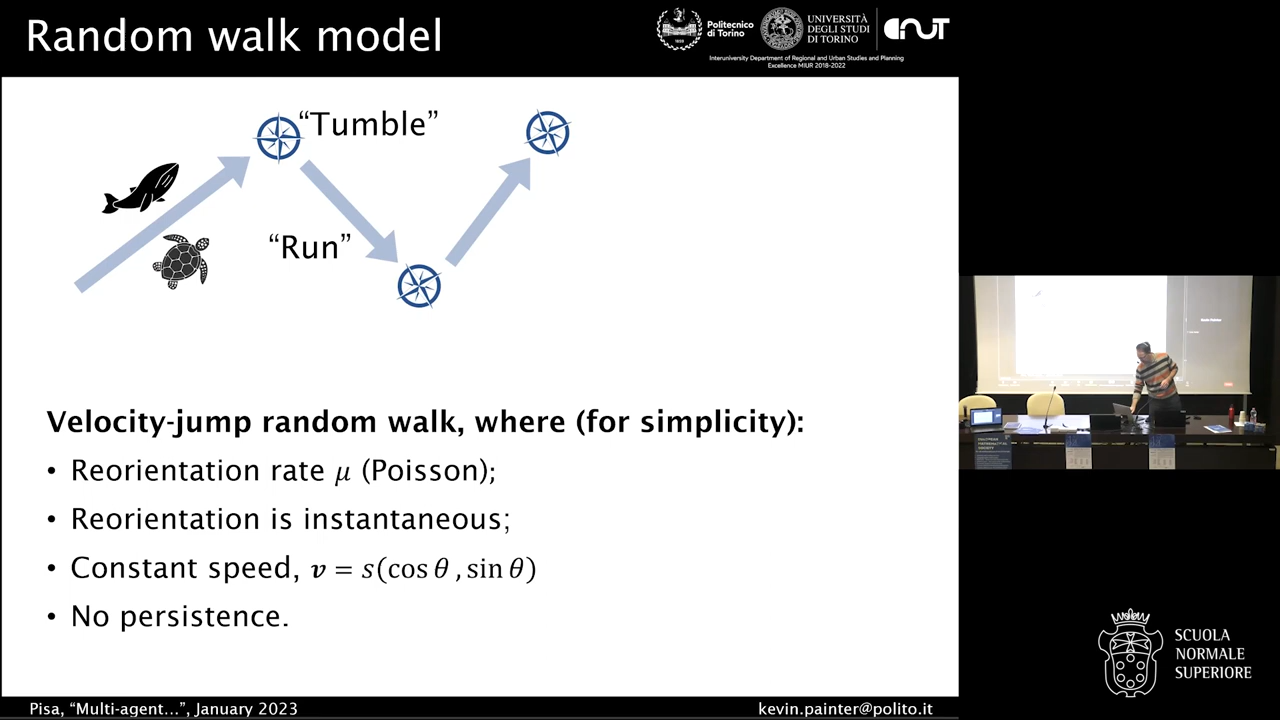 Random walk model
Politecnico
di Torino
UNIVERSITÀ
DEGLI STUDI
DI TORINO
Interuniversity Department of Regional and Urban Studies and Planning
Excellence MIUR 2018-2022
“Tumble”
“Run”
Velocity-jump random walk, where (for simplicity):
• Reorientation rate μ (Poisson);
• Reorientation is instantaneous;
• Constant speed, v = s(cos θ , sin θ)
• No persistence.
Pisa, “Multi-agent...”, January 2023
kevin.painter@polito.it
SCUOLA
NORMALE
SUPERIORE